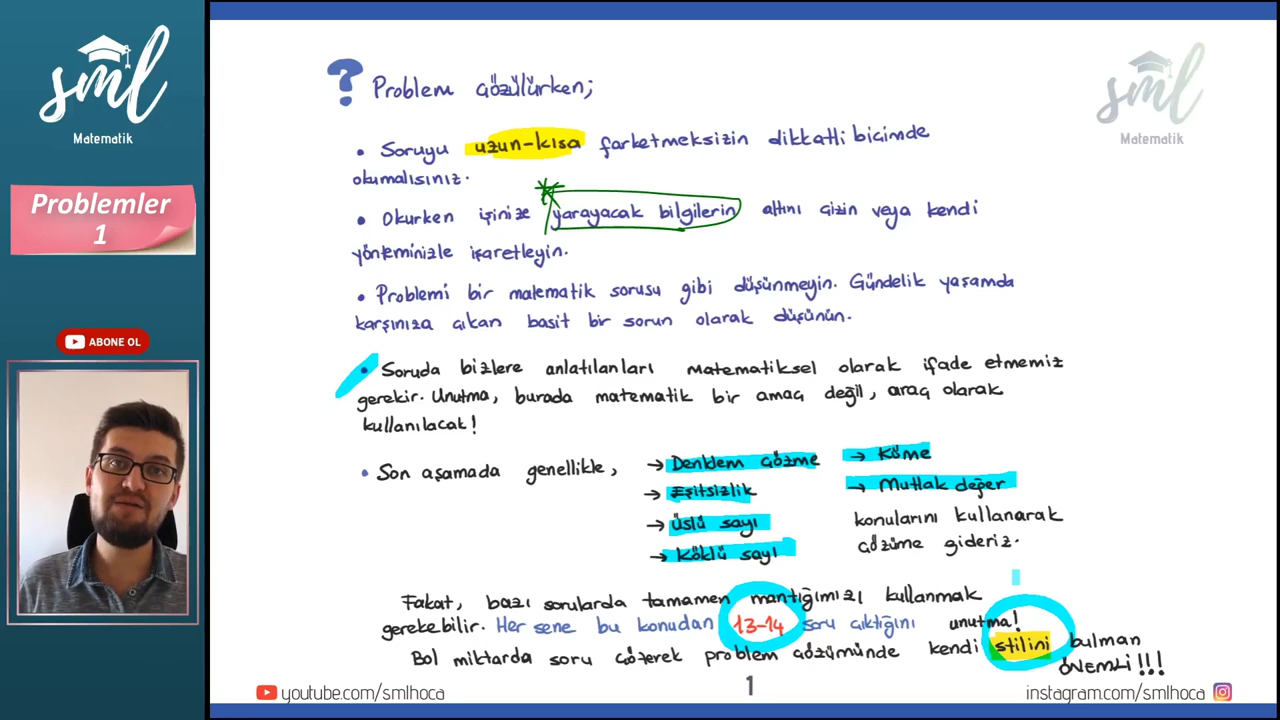 sml
Matematik
Problemler
1
ABONE OL
sml
Matematik
? Problem çözülürken;
• Soruyu uzun-kısa farketmeksizin dikkatli biçimde
okumalısınız.
• Okurken işinize yarayacak bilgilerin altını çizin veya kendi
yönteminizle işaretleyin.
• Problemi bir matematik sorusu gibi düşünmeyin. Gündelik yaşamda
karşınıza çıkan basit bir sorun olarak düşünün.
• Soruda bizlere anlatılanları matematiksel olarak ifade etmemiz
gerekir. Unutma, burada matematik bir amaç değil, araç olarak
kullanılacak!
• Son aşamada genellikle, → Denklem çözme → Küme
→ Eşitsizlik → Mutlak değer
→ Üslü sayı konularını kullanarak
→ Köklü sayı çözüme gideriz.
Fakat, bazı sorularda tamamen mantığımızı kullanmak
gerekebilir. Her sene bu konudan 13-14 soru çıktığını unutma!
Bol miktarda soru çözerek problem çözümünde kendi stilini bulman
ÖNEMLİ!!!
youtube.com/smlhoca
1
instagram.com/smlhoca